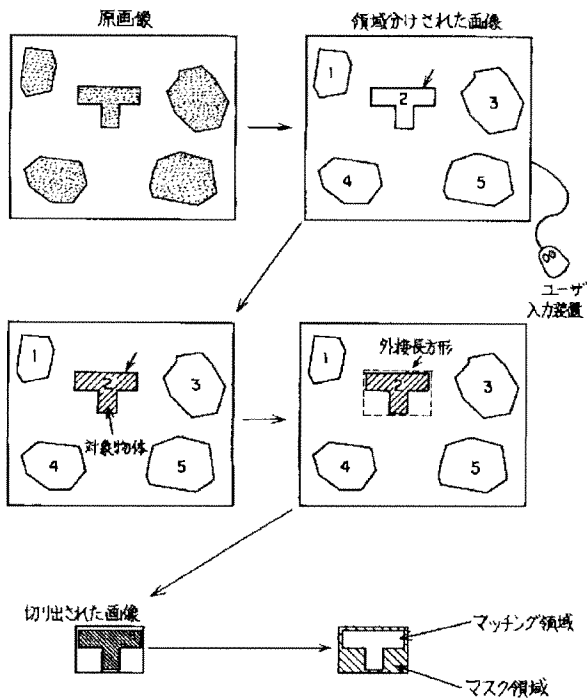 原画像
領域分けされた画像
1
2
3
4
5
ユーザ
入力装置
1
2
3
4
5
対象物体
外接長方形
1
2
3
4
5
切り出された画像
マッチング領域
マスク領域